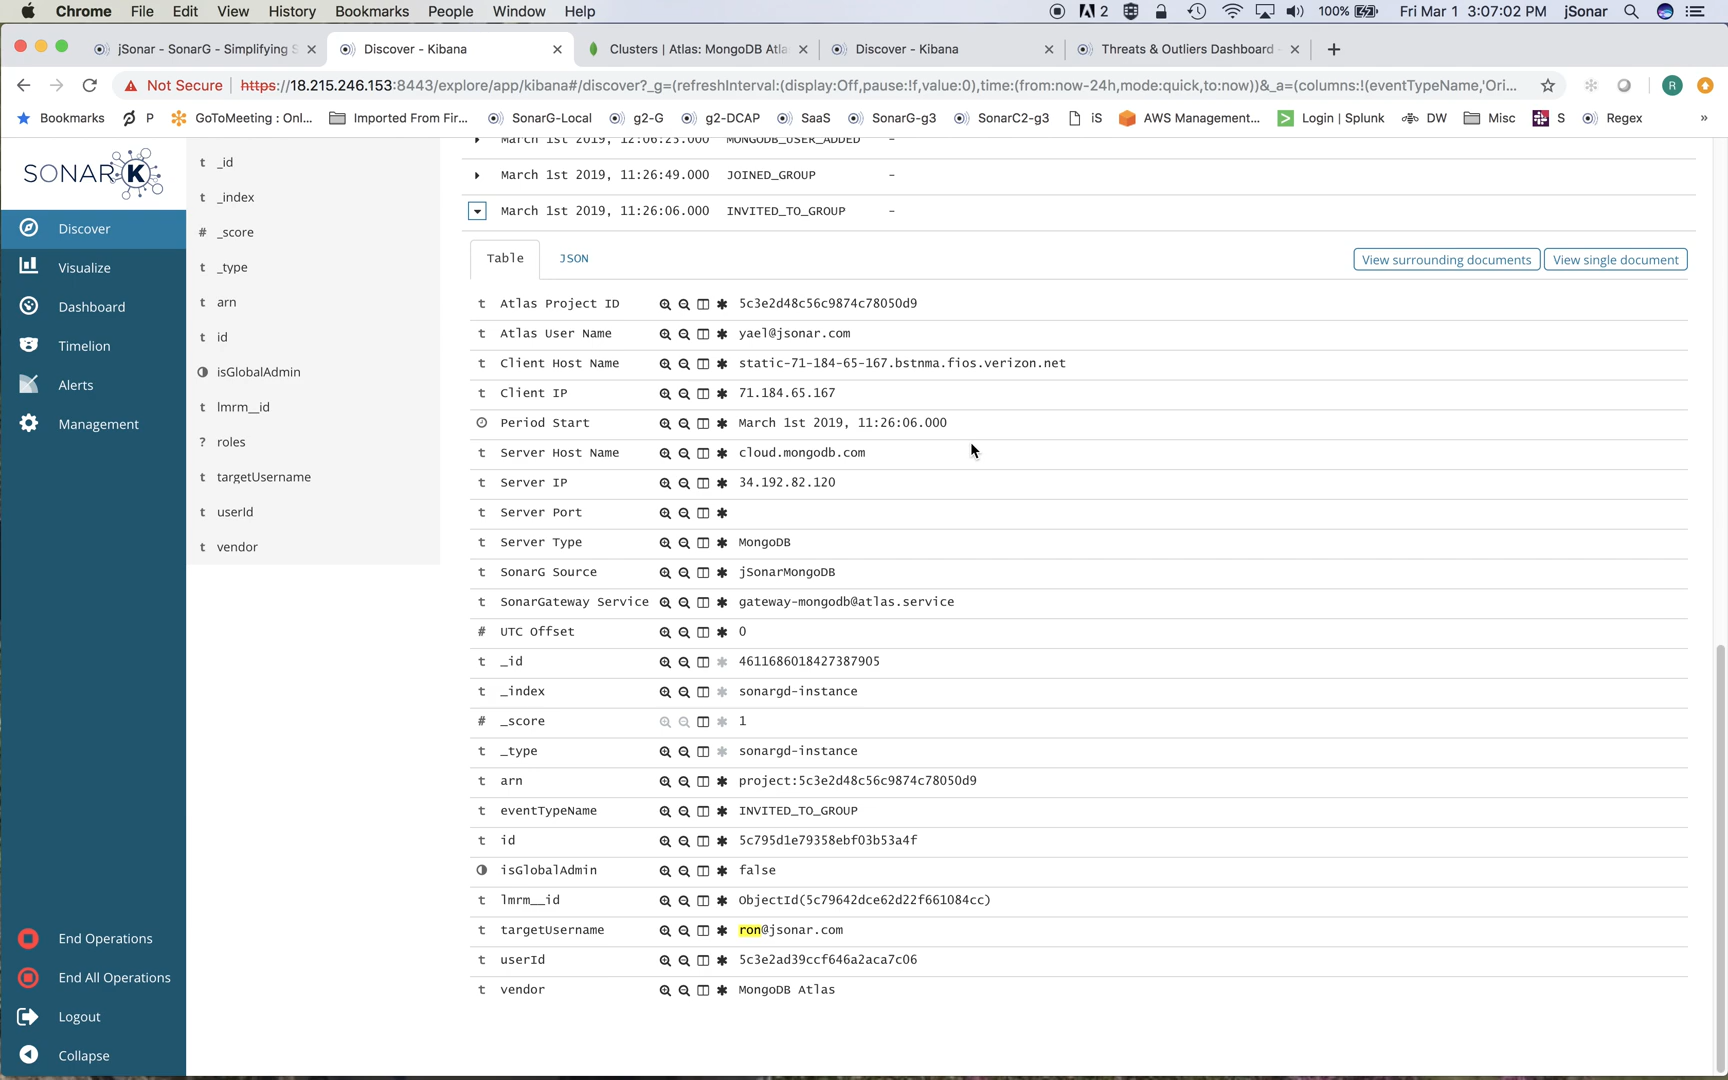 Chrome File Edit View History Bookmarks People Window Help 2 100% Fri Mar 1 3:07:02 PM jSonar
jSonar - SonarG - Simplifying S
Discover - Kibana
Clusters | Atlas: MongoDB Atla
Discover - Kibana
Threats & Outliers Dashboard -
Not Secure https://18.215.246.153:8443/explore/app/kibana#/discover?_g=(refreshInterval:(display:Off,pause:!f,value:0),time:(from:now-24h,mode:quick,to:now))&_a=(columns:!(eventTypeName,'Ori... R
Bookmarks P GoToMeeting : Onl... Imported From Fir... SonarG-Local g2-G g2-DCAP SaaS SonarG-g3 SonarC2-g3 iS AWS Management... Login | Splunk DW Misc S Regex »
SONAR K
Discover
Visualize
Dashboard
Timelion
Alerts
Management
End Operations
End All Operations
Logout
Collapse
t _id
t _index
# _score
t _type
t arn
t id
isGlobalAdmin
t lmrm__id
? roles
t targetUsername
t userId
t vendor
March 1st 2019, 12:06:25.000 MONGODB_USER_ADDED -
March 1st 2019, 11:26:49.000 JOINED_GROUP -
March 1st 2019, 11:26:06.000 INVITED_TO_GROUP -
Table JSON View surrounding documents View single document
t Atlas Project ID 5c3e2d48c56c9874c78050d9
t Atlas User Name yael@jsonar.com
t Client Host Name static-71-184-65-167.bstnma.fios.verizon.net
t Client IP 71.184.65.167
Period Start March 1st 2019, 11:26:06.000
t Server Host Name cloud.mongodb.com
t Server IP 34.192.82.120
t Server Port
t Server Type MongoDB
t SonarG Source jSonarMongoDB
t SonarGateway Service gateway-mongodb@atlas.service
# UTC Offset 0
t _id 4611686018427387905
t _index sonargd-instance
# _score 1
t _type sonargd-instance
t arn project:5c3e2d48c56c9874c78050d9
t eventTypeName INVITED_TO_GROUP
t id 5c795d1e79358ebf03b53a4f
isGlobalAdmin false
t lmrm__id ObjectId(5c79642dce62d22f661084cc)
t targetUsername ron@jsonar.com
t userId 5c3e2ad39ccf646a2aca7c06
t vendor MongoDB Atlas